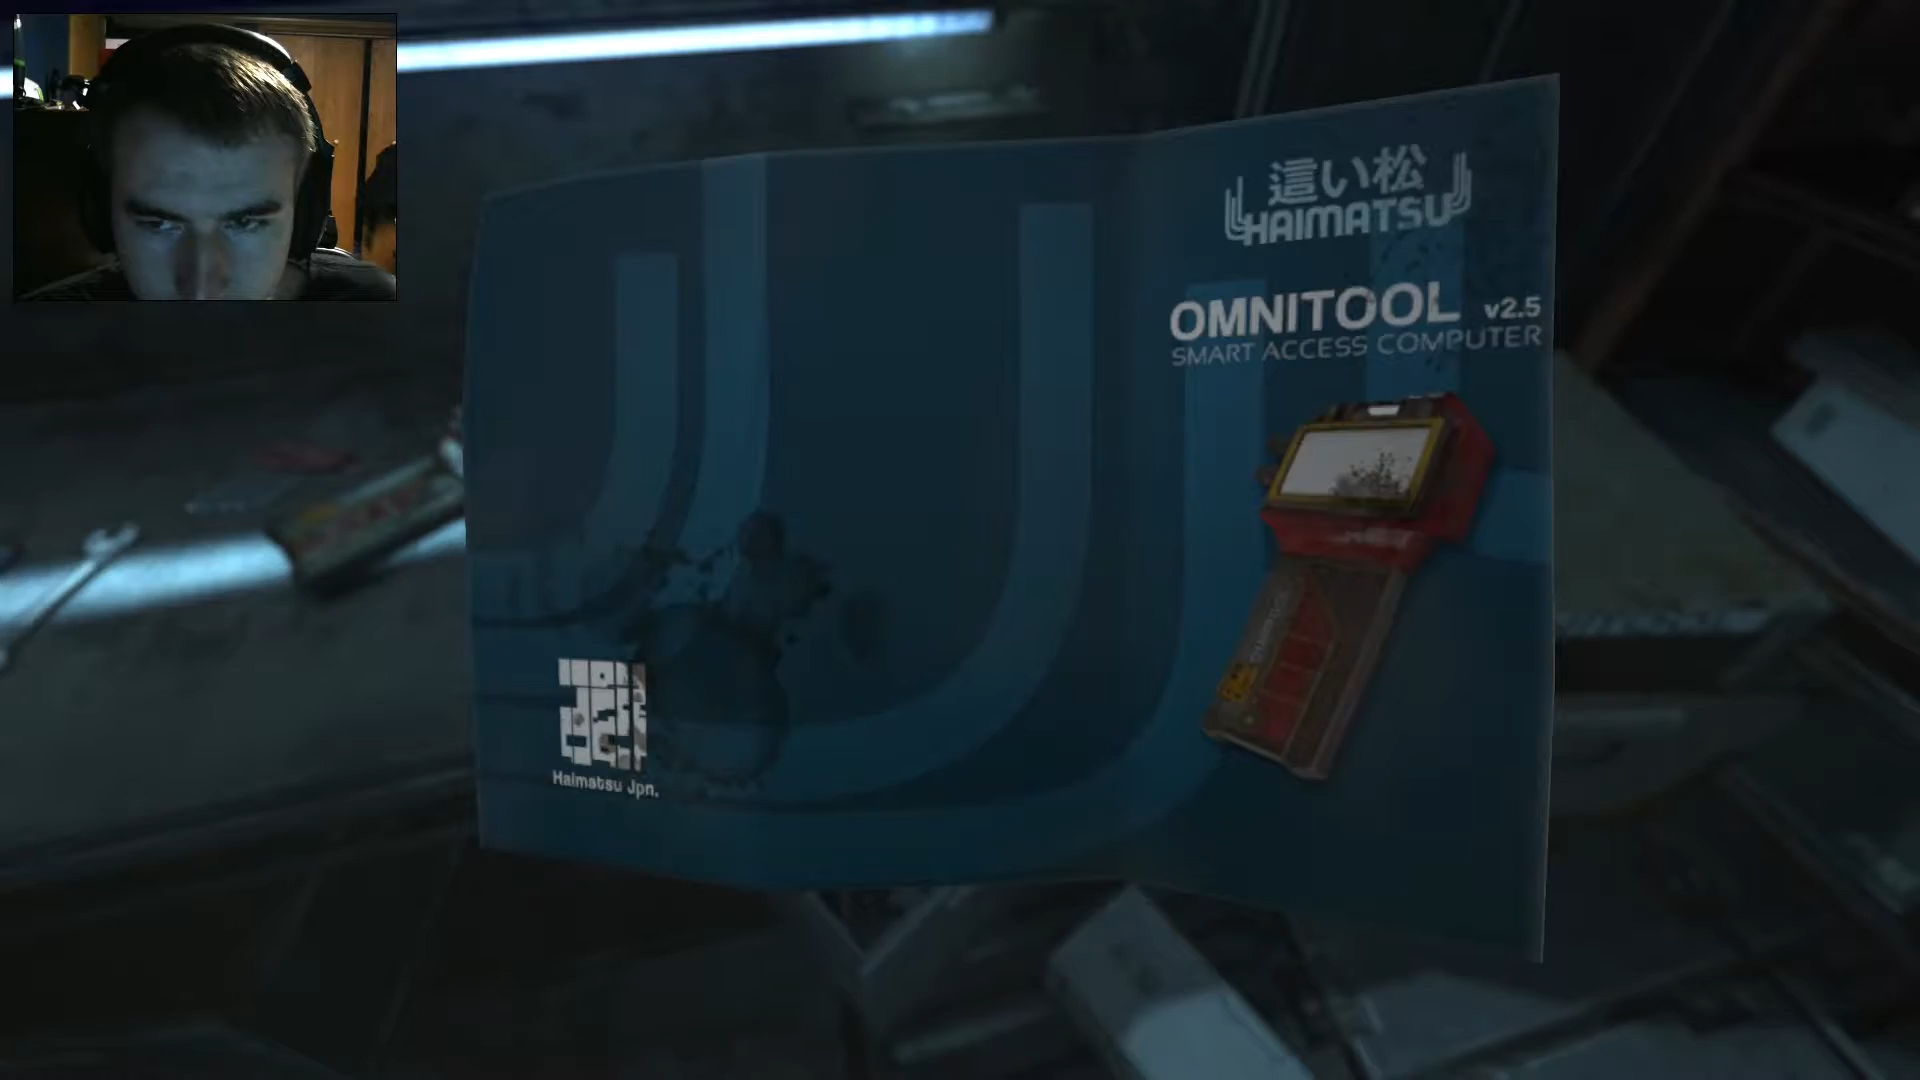 這い松
HAIMATSU
OMNITOOL v2.5
SMART ACCESS COMPUTER
Haimatsu Jpn.